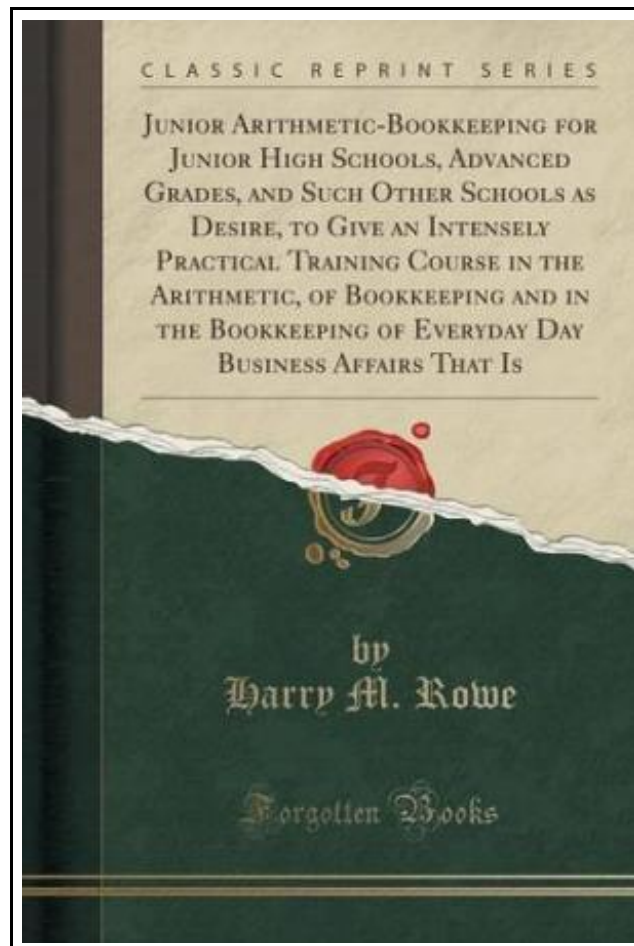 CLASSIC REPRINT SERIES
JUNIOR ARITHMETIC-BOOKKEEPING FOR
JUNIOR HIGH SCHOOLS, ADVANCED
GRADES, AND SUCH OTHER SCHOOLS AS
DESIRE, TO GIVE AN INTENSELY
PRACTICAL TRAINING COURSE IN THE
ARITHMETIC, OF BOOKKEEPING AND IN
THE BOOKKEEPING OF EVERYDAY DAY
BUSINESS AFFAIRS THAT IS
by
Harry M. Rowe
Forgotten Books